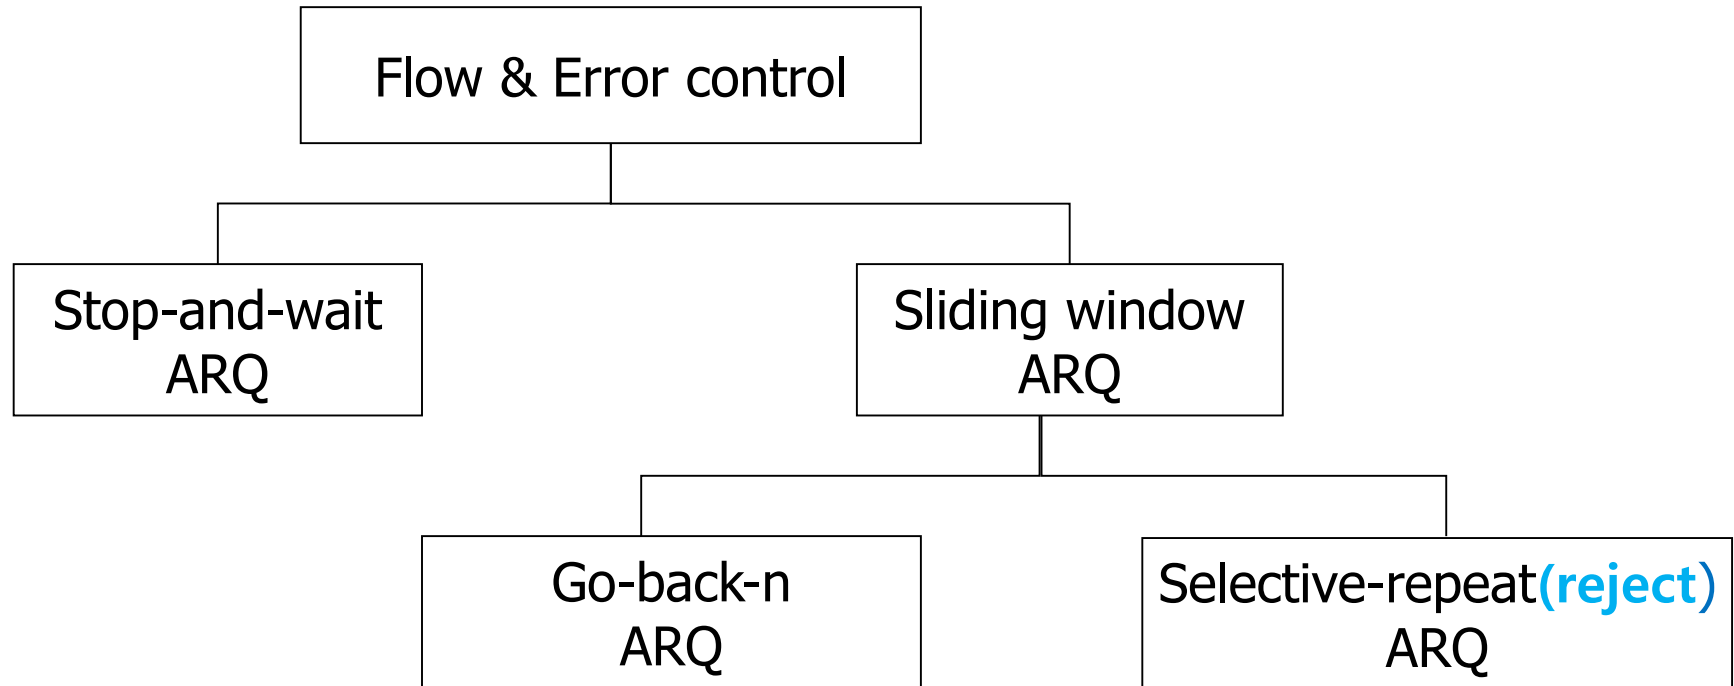 Flow & Error control
Stop-and-wait
ARQ
Sliding window
ARQ
Go-back-n
ARQ
Selective-repeat(reject)
ARQ